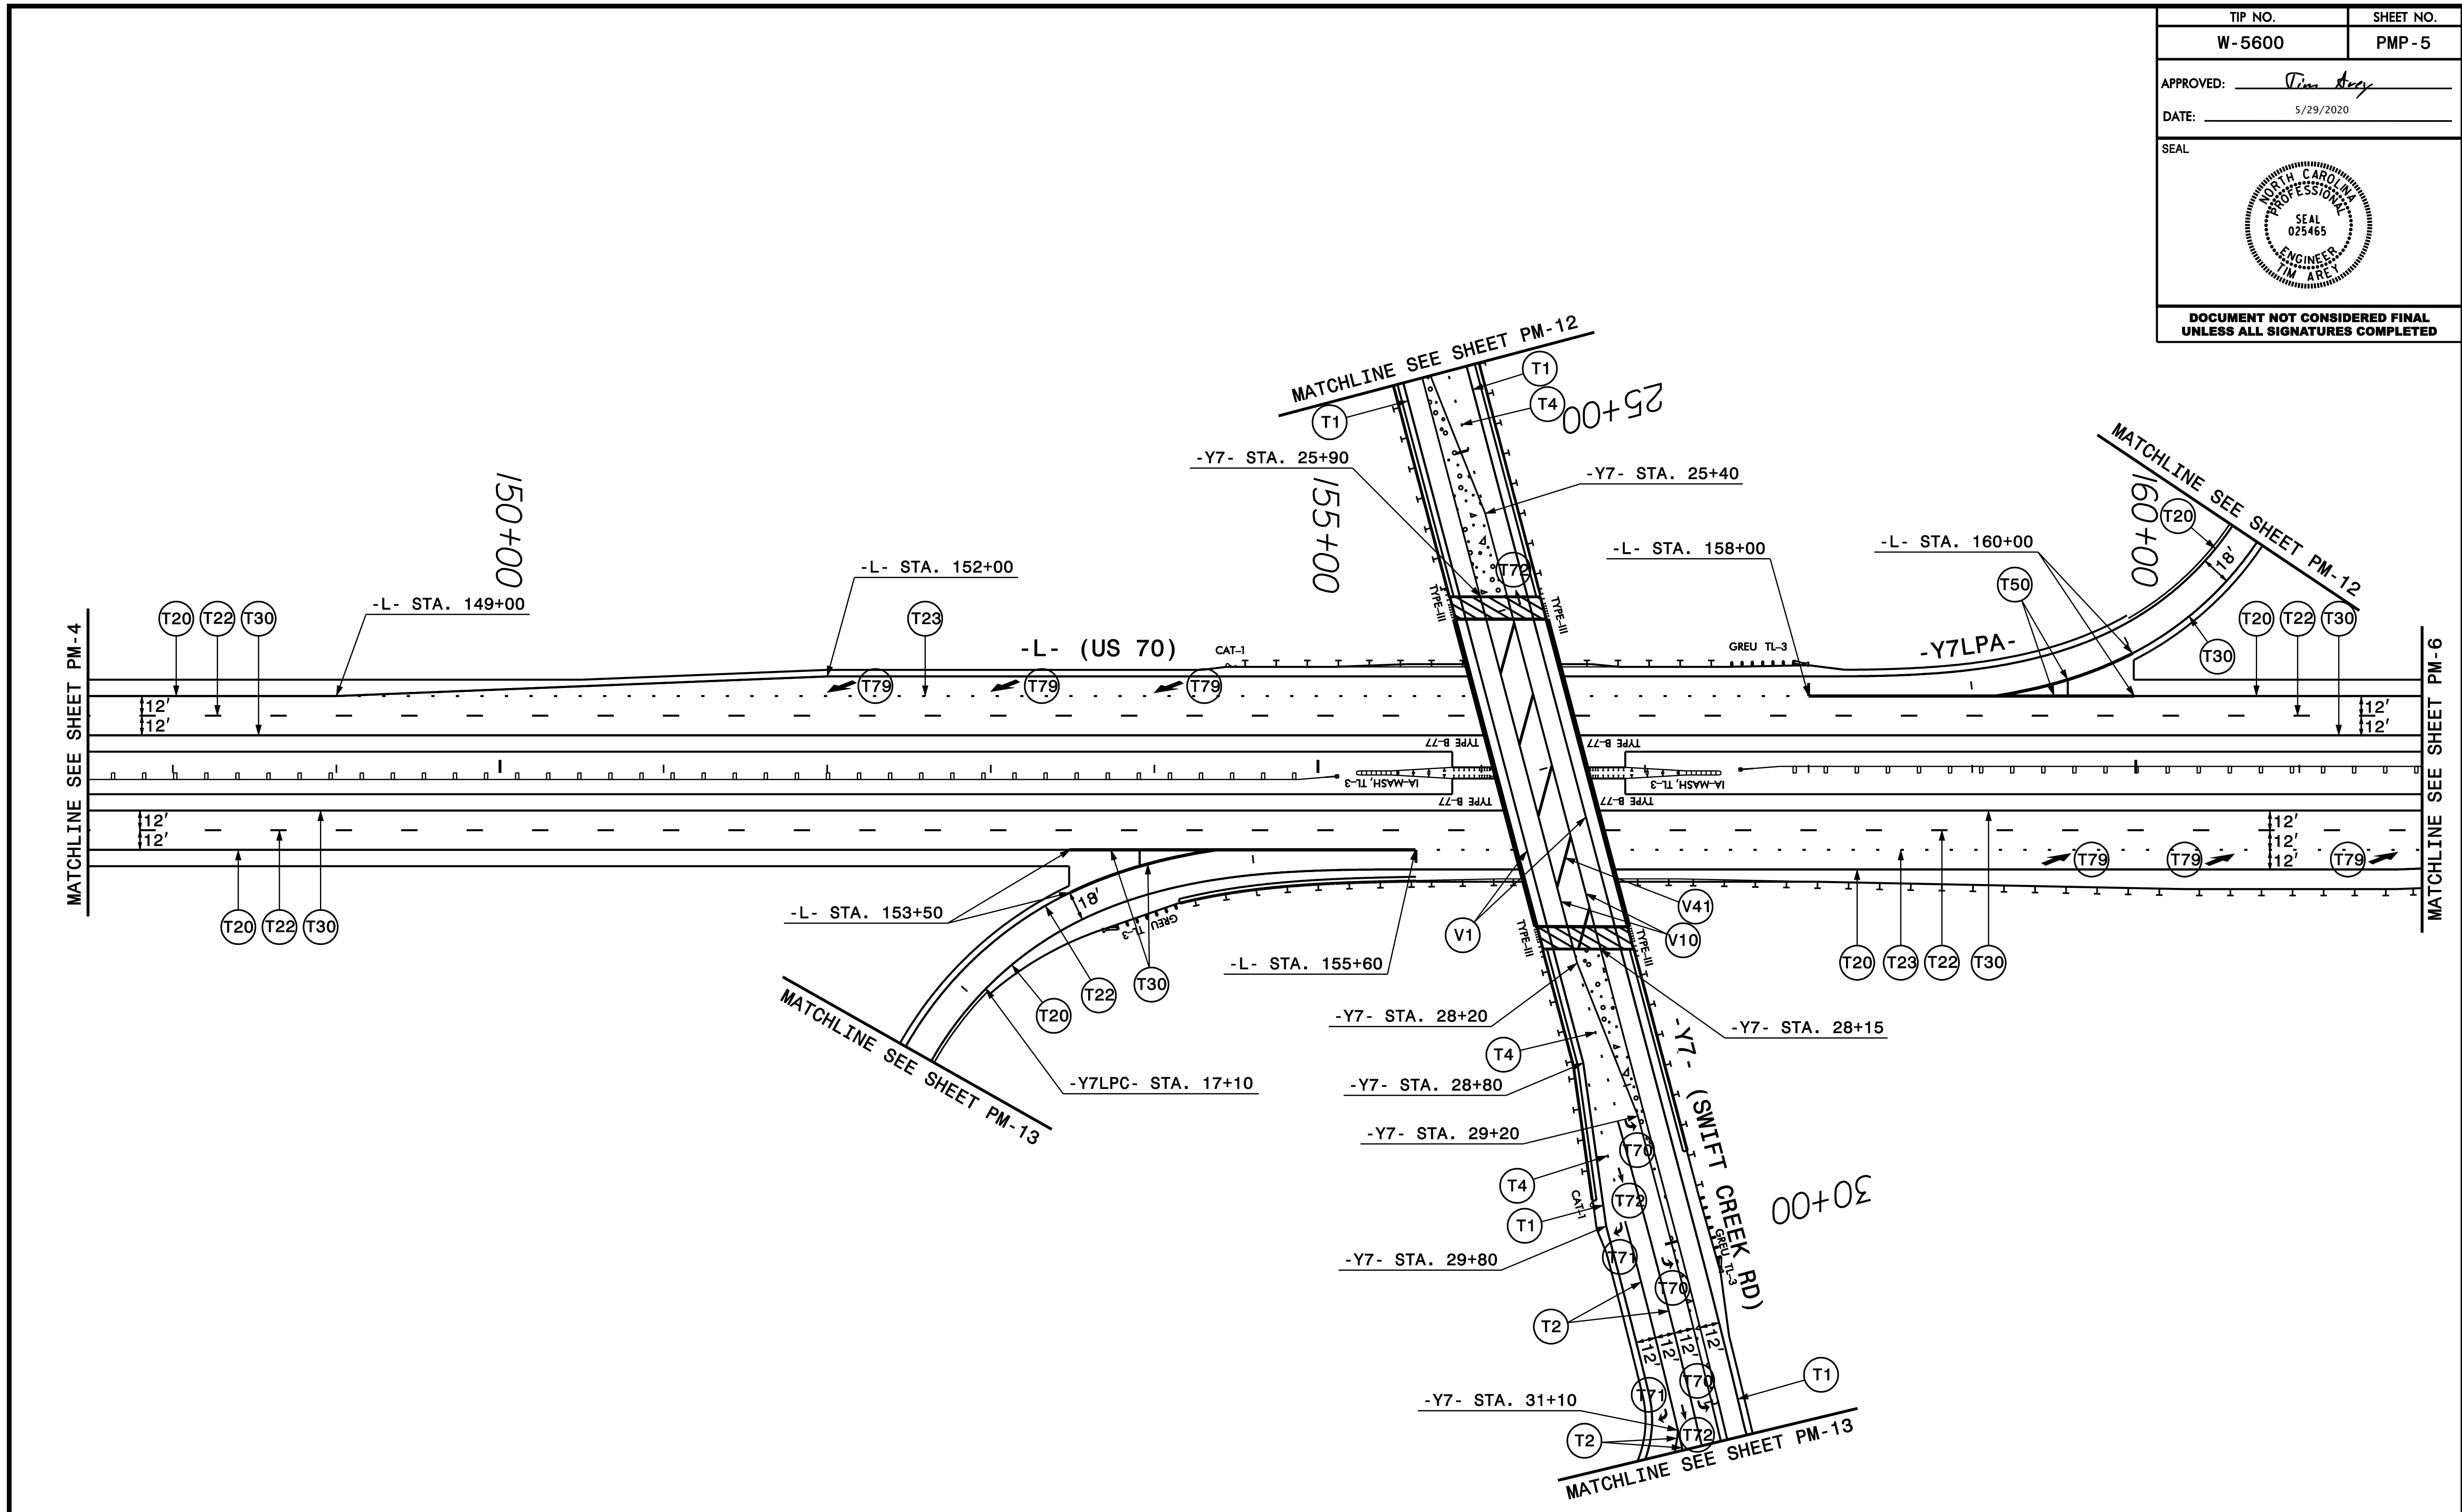 TIP NO.
SHEET NO.
W-5600
PMP-5
APPROVED: Tim Arey
DATE: 5/29/2020
SEAL
NORTH CAROLINA
PROFESSIONAL
SEAL
025465
ENGINEER
TIM AREY
DOCUMENT NOT CONSIDERED FINAL
UNLESS ALL SIGNATURES COMPLETED
MATCHLINE SEE SHEET PM-12
T1
T1
T4
25+00
-Y7- STA. 25+90
-Y7- STA. 25+40
T72
TYPE-III
TYPE-III
MATCHLINE SEE SHEET PM-12
T20
18'
160+00
-L- STA. 158+00
-L- STA. 160+00
T50
-Y7LPA-
T30
T20
T22
T30
150+00
155+00
-L- STA. 152+00
-L- STA. 149+00
T20
T22
T30
T23
-L- (US 70)
CAT-1
GREU TL-3
T79
T79
T79
12'
12'
12'
12'
MATCHLINE SEE SHEET PM-4
MATCHLINE SEE SHEET PM-6
TYPE B-77
TYPE B-77
IA-MASH, TL-3
IA-MASH, TL-3
TYPE B-77
TYPE B-77
12'
12'
12'
12'
12'
T79
T79
T79
T20
T22
T30
-L- STA. 153+50
18'
GREU TL-3
T30
T22
T20
-L- STA. 155+60
MATCHLINE SEE SHEET PM-13
-Y7LPC- STA. 17+10
V1
V41
V10
TYPE-III
TYPE-III
T20
T23
T22
T30
-Y7- STA. 28+20
-Y7- STA. 28+15
T4
-Y7- STA. 28+80
-Y7- STA. 29+20
T70
T4
T72
CAT-1
T1
T71
-Y7- STA. 29+80
T70
-Y7- (SWIFT CREEK RD)
GREU TL-3
30+00
T2
12'
12'
12'
12'
T70
T71
T1
-Y7- STA. 31+10
T2
T72
MATCHLINE SEE SHEET PM-13